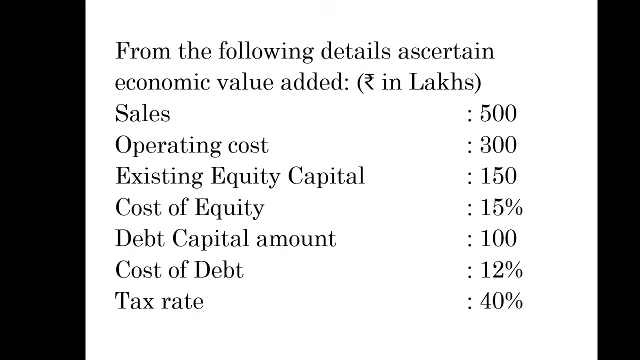 From the following details ascertain
economic value added: (₹ in Lakhs)
Sales : 500
Operating cost : 300
Existing Equity Capital : 150
Cost of Equity : 15%
Debt Capital amount : 100
Cost of Debt : 12%
Tax rate : 40%